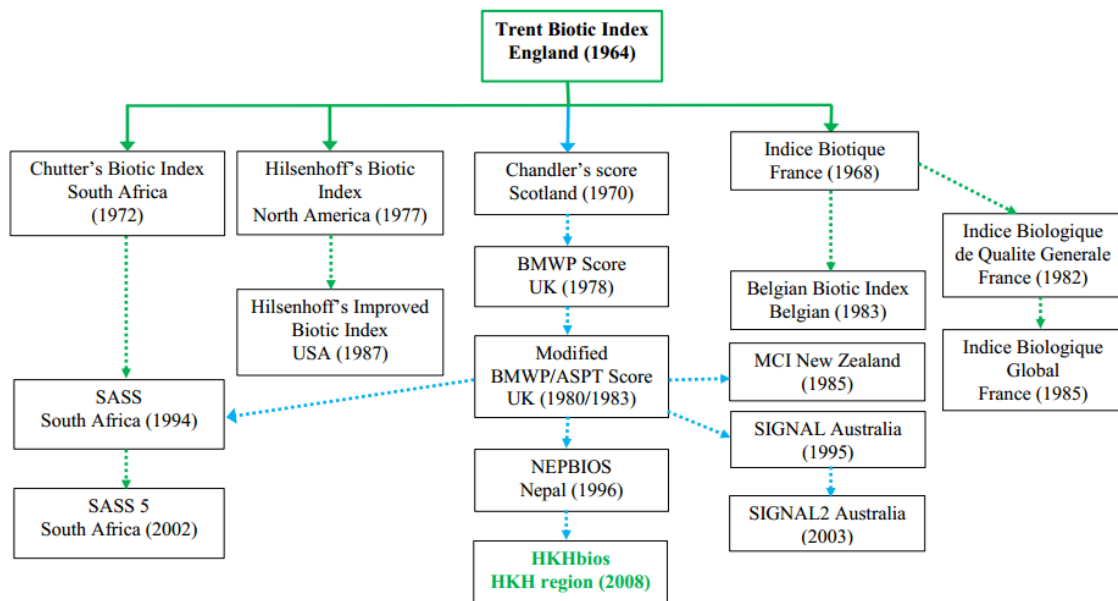 Trent Biotic Index
England (1964)
Chutter's Biotic Index
South Africa
(1972)
Hilsenhoff's Biotic
Index
North America (1977)
Chandler's score
Scotland (1970)
Indice Biotique
France (1968)
Indice Biologique
de Qualite Generale
France (1982)
BMWP Score
UK (1978)
Hilsenhoff's Improved
Biotic Index
USA (1987)
Belgian Biotic Index
Belgian (1983)
Modified
BMWP/ASPT Score
UK (1980/1983)
MCI New Zealand
(1985)
Indice Biologique
Global
France (1985)
SASS
South Africa (1994)
SIGNAL Australia
(1995)
NEPBIOS
Nepal (1996)
SASS 5
South Africa (2002)
SIGNAL2 Australia
(2003)
HKHbios
HKH region (2008)